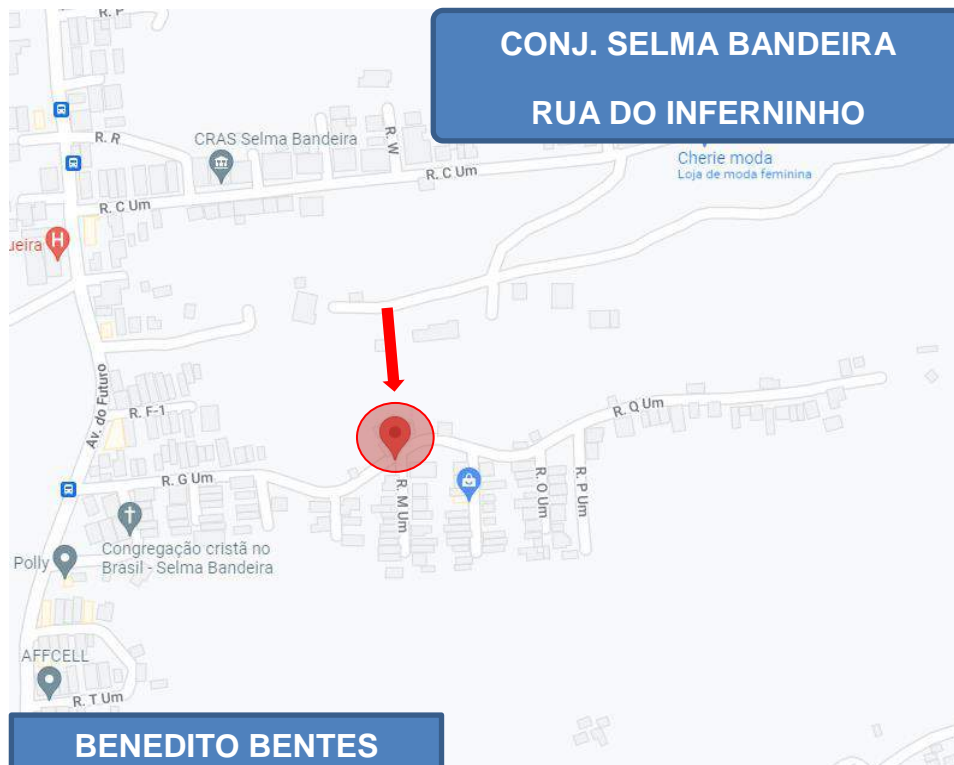 R. P
CONJ. SELMA BANDEIRA
RUA DO INFERNINHO
R. R
CRAS Selma Bandeira
R. W
R. C Um
Cherie moda
Loja de moda feminina
R. C Um
ueira
H
Av. do Futuro
R. F-1
R. Q Um
R. G Um
R. M Um
R. O Um
R. P Um
Congregação cristã no
Brasil - Selma Bandeira
Polly
AFFCELL
R. T Um
BENEDITO BENTES